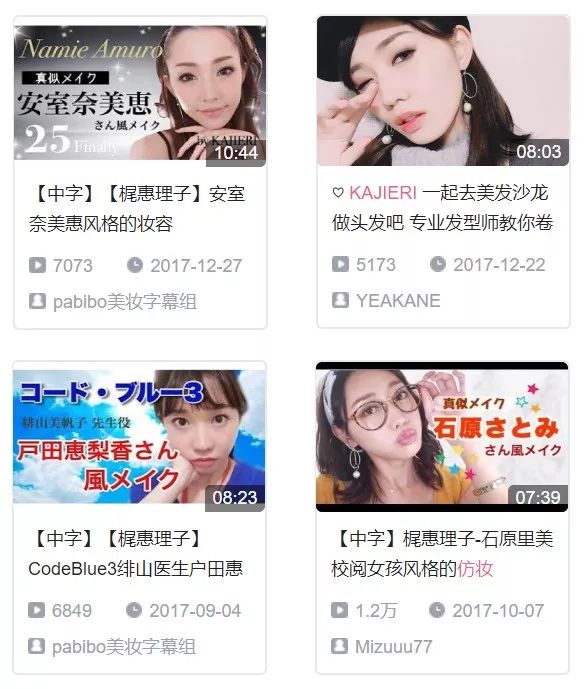 Namie Amuro
真似メイク
安室奈美恵
さん風メイク
25 Finally
by KAJIERI
10:44
【中字】【梶惠理子】安室
奈美惠风格的妆容
7073 2017-12-27
pabibo美妆字幕组
08:03
♡ KAJIERI 一起去美发沙龙
做头发吧 专业发型师教你卷
5173 2017-12-22
YEAKANE
コード・ブルー3
緋山美帆子 先生役
戸田恵梨香さん
風メイク
08:23
【中字】【梶惠理子】
CodeBlue3绯山医生户田惠
6849 2017-09-04
pabibo美妆字幕组
真似メイク
石原さとみ
さん風メイク
07:39
【中字】梶惠理子-石原里美
校阅女孩风格的仿妆
1.2万 2017-10-07
Mizuuu77